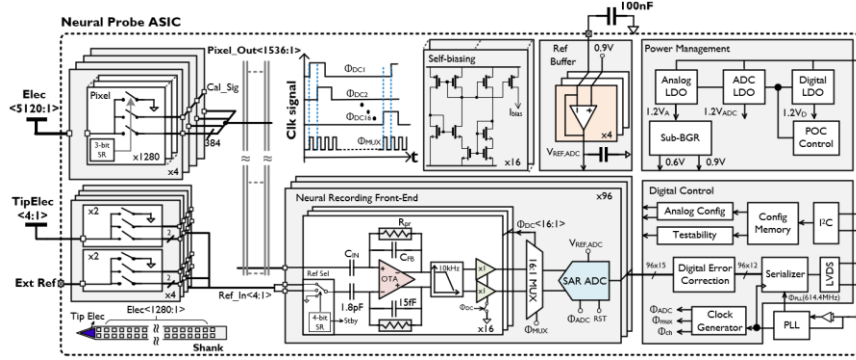 Neural Probe ASIC
100nF
Elec
<5120:1>
Pixel
3-bit
SR
x1280
x4
Cal_Sig
384
Pixel_Out<1536:1>
Clk signal
ΦDC1
ΦDC2
ΦDC16
ΦMUX
t
Self-biasing
Ibias
x16
Ref
Buffer
0.9V
x4
VREF,ADC
Power Management
Analog
LDO
ADC
LDO
Digital
LDO
1.2VA
1.2VADC
1.2VD
Sub-BGR
POC
Control
0.6V
0.9V
TipElec
<4:1>
x2
2
x2
2
x4
Ext Ref
Ref_In<4:1>
Elec<1280:1>
Tip Elec
Shank
Neural Recording Front-End
x96
Rpr
CFB
CIN
Ref Sel
OTA
10kHz
x1
x1
ΦDC<16:1>
16:1 MUX
VREF,ADC
SAR ADC
1.8pF
15fF
4-bit
SR
Stby
ΦDC
x16
ΦMUX
ΦADC
RST
Digital Control
Analog Config
Testability
Config
Memory
I²C
96x15
Digital Error
Correction
96x12
Serializer
LVDS
ΦPLL(614.4MHz)
ΦADC
Φmux
Φch
Clock
Generator
PLL